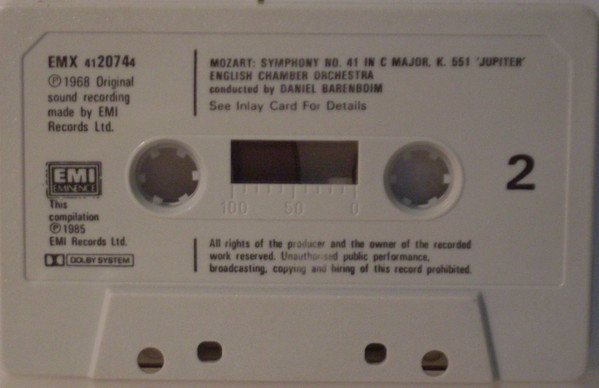 EMX 4120744
℗1968 Original
sound recording
made by EMI
Records Ltd.
EMI
EMINENCE
This
compilation
℗1985
EMI Records Ltd.
DOLBY SYSTEM
MOZART: SYMPHONY NO. 41 IN C MAJOR, K. 551 'JUPITER'
ENGLISH CHAMBER ORCHESTRA
conducted by DANIEL BARENBOIM
See Inlay Card For Details
100 50 0
2
All rights of the producer and the owner of the recorded
work reserved. Unauthorised public performance,
broadcasting, copying and hiring of this record prohibited.